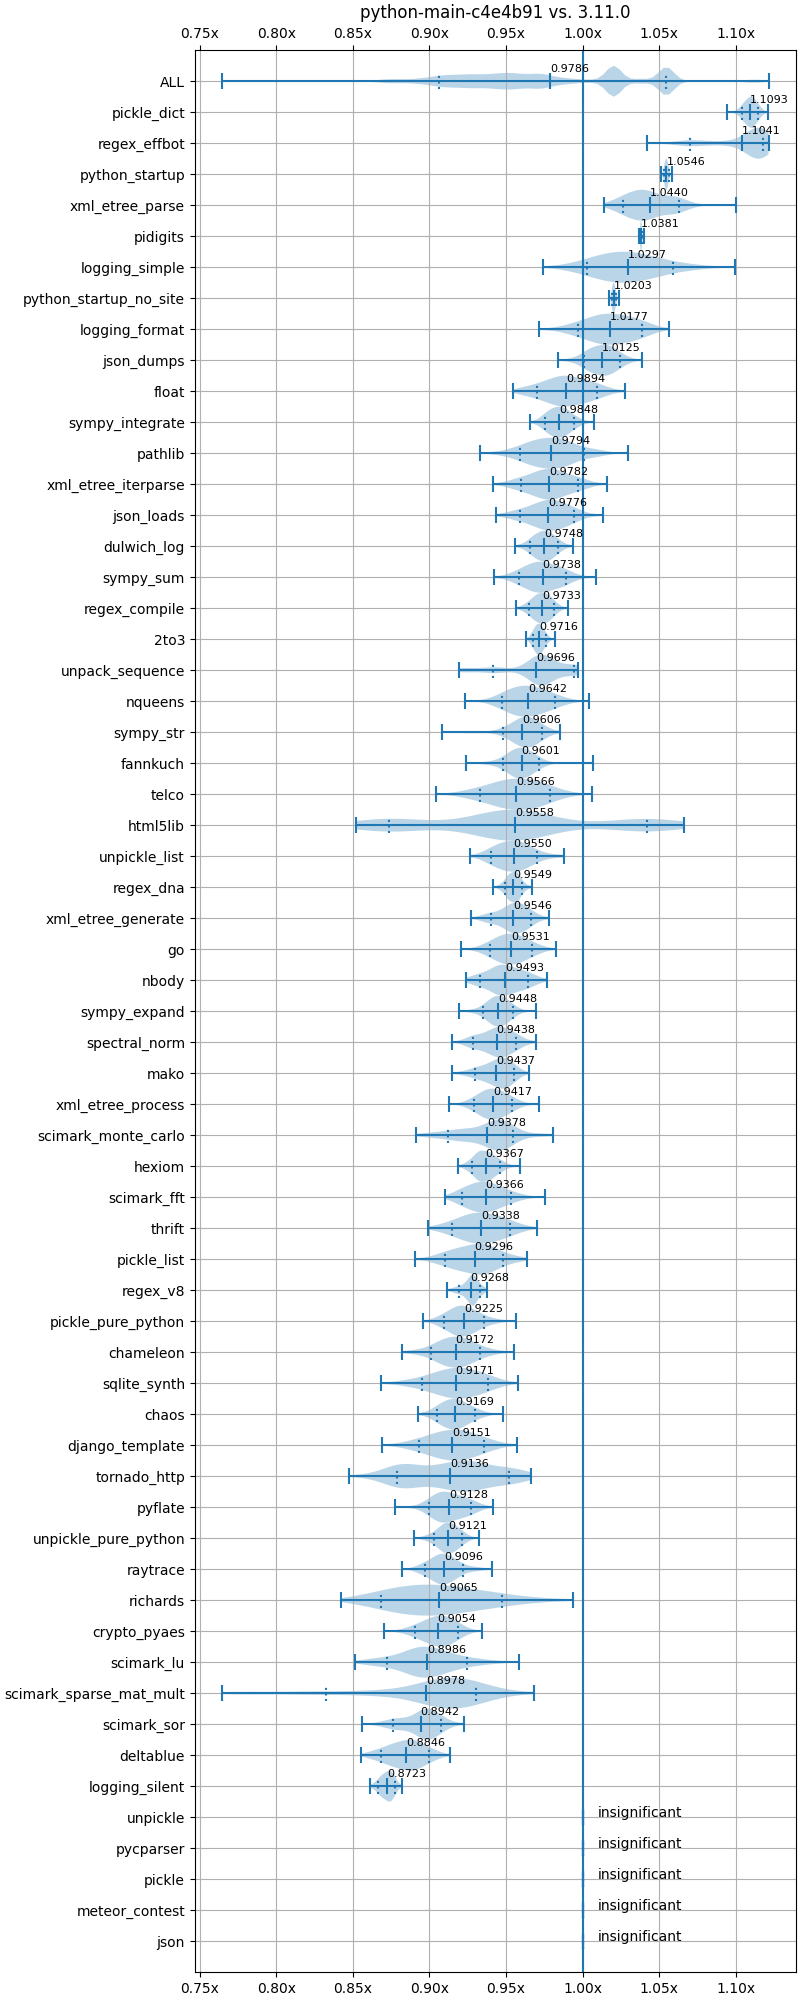 python-main-c4e4b91 vs. 3.11.0
0.75x 0.80x 0.85x 0.90x 0.95x 1.00x 1.05x 1.10x
ALL 0.9786
pickle_dict 1.1093
regex_effbot 1.1041
python_startup 1.0546
xml_etree_parse 1.0440
pidigits 1.0381
logging_simple 1.0297
python_startup_no_site 1.0203
logging_format 1.0177
json_dumps 1.0125
float 0.9894
sympy_integrate 0.9848
pathlib 0.9794
xml_etree_iterparse 0.9782
json_loads 0.9776
dulwich_log 0.9748
sympy_sum 0.9738
regex_compile 0.9733
2to3 0.9716
unpack_sequence 0.9696
nqueens 0.9642
sympy_str 0.9606
fannkuch 0.9601
telco 0.9566
html5lib 0.9558
unpickle_list 0.9550
regex_dna 0.9549
xml_etree_generate 0.9546
go 0.9531
nbody 0.9493
sympy_expand 0.9448
spectral_norm 0.9438
mako 0.9437
xml_etree_process 0.9417
scimark_monte_carlo 0.9378
hexiom 0.9367
scimark_fft 0.9366
thrift 0.9338
pickle_list 0.9296
regex_v8 0.9268
pickle_pure_python 0.9225
chameleon 0.9172
sqlite_synth 0.9171
chaos 0.9169
django_template 0.9151
tornado_http 0.9136
pyflate 0.9128
unpickle_pure_python 0.9121
raytrace 0.9096
richards 0.9065
crypto_pyaes 0.9054
scimark_lu 0.8986
scimark_sparse_mat_mult 0.8978
scimark_sor 0.8942
deltablue 0.8846
logging_silent 0.8723
unpickle insignificant
pycparser insignificant
pickle insignificant
meteor_contest insignificant
json insignificant
0.75x 0.80x 0.85x 0.90x 0.95x 1.00x 1.05x 1.10x